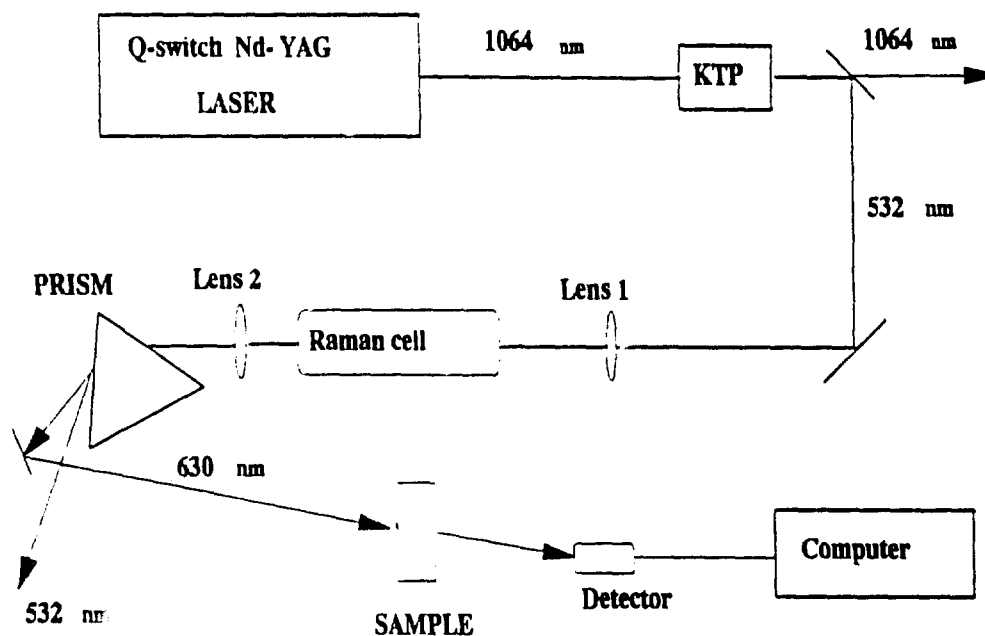 Q-switch Nd-YAG
LASER
1064 nm
KTP
1064 nm
532 nm
PRISM
Lens 2
Raman cell
Lens 1
630 nm
532 nm
SAMPLE
Detector
Computer